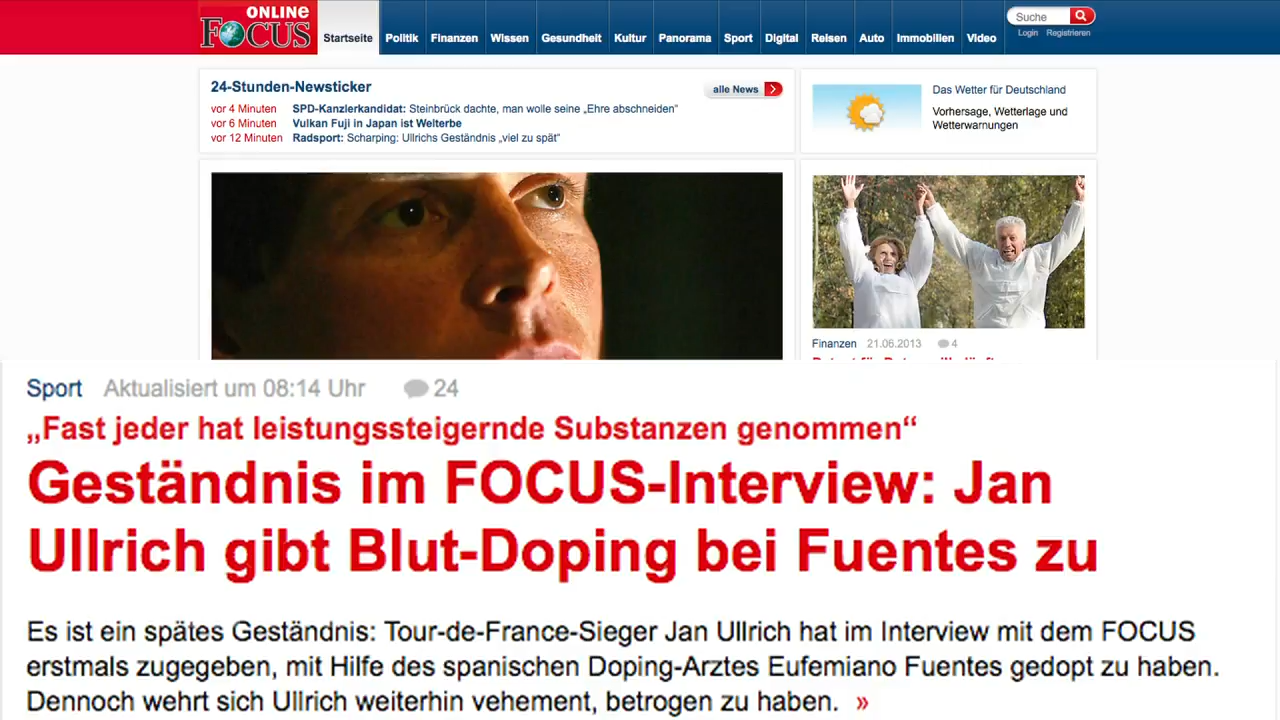 ONLINE
FOCUS
Startseite Politik Finanzen Wissen Gesundheit Kultur Panorama Sport Digital Reisen Auto Immobilien Video
Suche
Login Registrieren
24-Stunden-Newsticker
alle News
vor 4 Minuten SPD-Kanzlerkandidat: Steinbrück dachte, man wolle seine „Ehre abschneiden“
vor 6 Minuten Vulkan Fuji in Japan ist Welterbe
vor 12 Minuten Radsport: Scharping: Ullrichs Geständnis „viel zu spät“
Das Wetter für Deutschland
Vorhersage, Wetterlage und
Wetterwarnungen
Finanzen 21.06.2013 4
Sport Aktualisiert um 08:14 Uhr 24
„Fast jeder hat leistungssteigernde Substanzen genommen“
Geständnis im FOCUS-Interview: Jan
Ullrich gibt Blut-Doping bei Fuentes zu
Es ist ein spätes Geständnis: Tour-de-France-Sieger Jan Ullrich hat im Interview mit dem FOCUS
erstmals zugegeben, mit Hilfe des spanischen Doping-Arztes Eufemiano Fuentes gedopt zu haben.
Dennoch wehrt sich Ullrich weiterhin vehement, betrogen zu haben. »